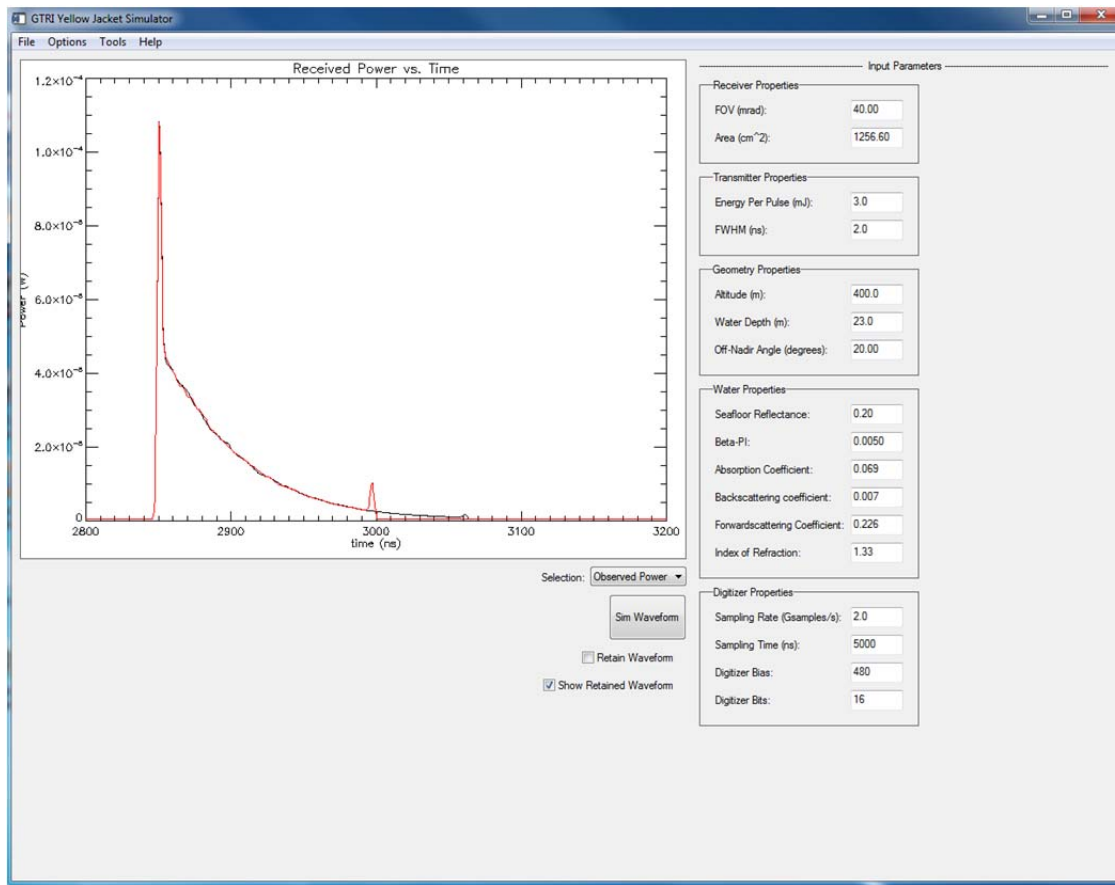 GTRI Yellow Jacket Simulator
File Options Tools Help
Received Power vs. Time
1.2×10⁻⁴
1.0×10⁻⁴
8.0×10⁻⁶
6.0×10⁻⁶
4.0×10⁻⁶
2.0×10⁻⁶
0
Power (W)
2800 2900 3000 3100 3200
time (ns)
Selection: Observed Power
Sim Waveform
Retain Waveform
Show Retained Waveform
Input Parameters
Receiver Properties
FOV (mrad): 40.00
Area (cm^2): 1256.60
Transmitter Properties
Energy Per Pulse (mJ): 3.0
FWHM (ns): 2.0
Geometry Properties
Altitude (m): 400.0
Water Depth (m): 23.0
Off-Nadir Angle (degrees): 20.00
Water Properties
Seafloor Reflectance: 0.20
Beta-PI: 0.0050
Absorption Coefficient: 0.069
Backscattering coefficient: 0.007
Forwardscattering Coefficient: 0.226
Index of Refraction: 1.33
Digitizer Properties
Sampling Rate (Gsamples/s): 2.0
Sampling Time (ns): 5000
Digitizer Bias: 480
Digitizer Bits: 16